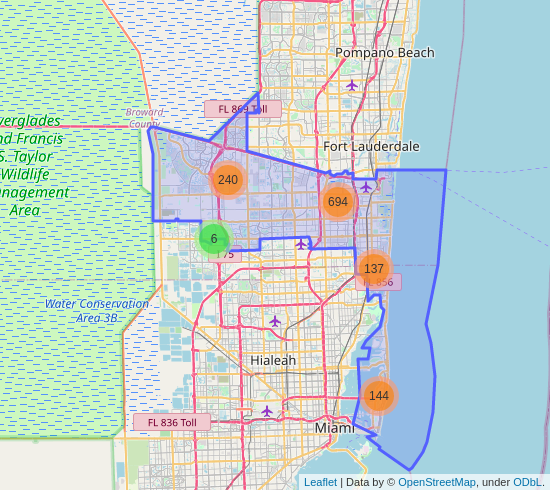 Pompano Beach
FL 869 Toll
Broward
County
Fort Lauderdale
Everglades
and Francis
S. Taylor
Wildlife
Management
Area
240
694
6
75
137
FL 856
Water Conservation
Area 3B
Hialeah
144
FL 836 Toll
Miami
Leaflet | Data by © OpenStreetMap, under ODbL.